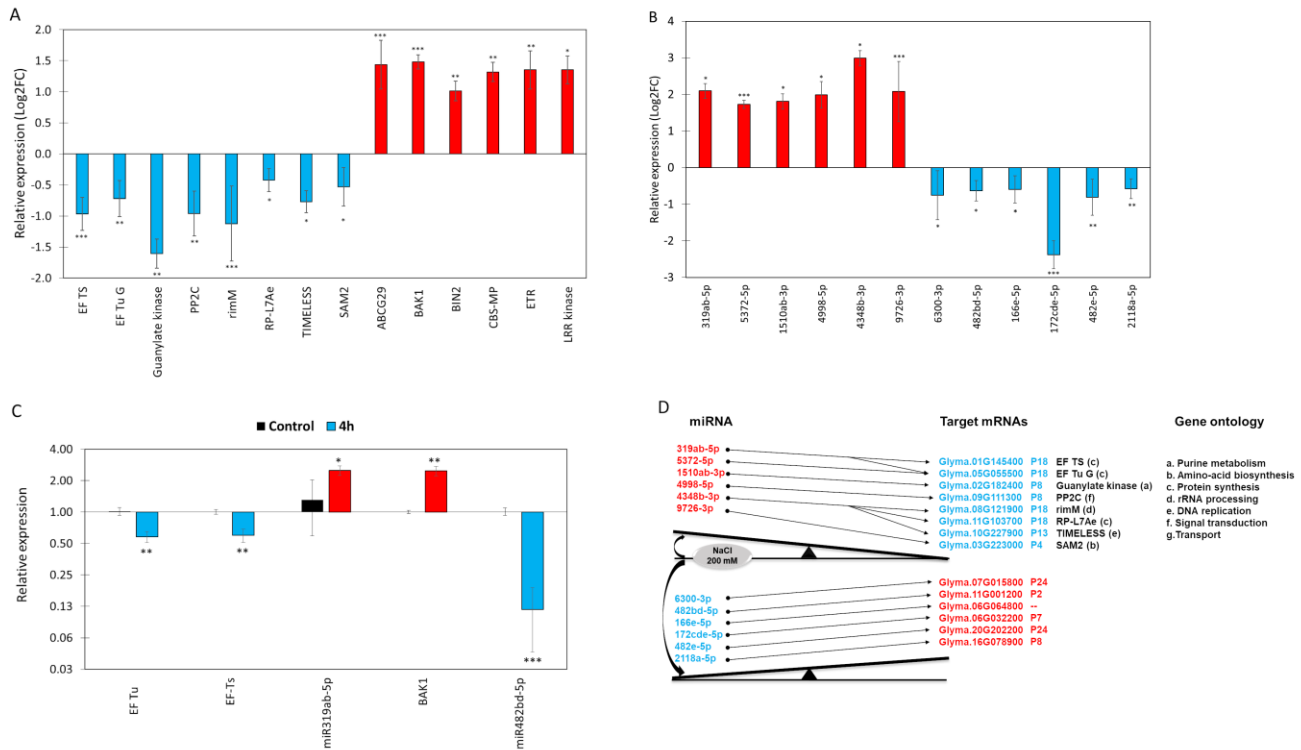 A
Relative expression (Log2FC)
2.0
1.5
1.0
0.5
0.0
-0.5
-1.0
-1.5
-2.0
*** ** ** ** *** * * * *** *** ** ** ** *
EF TS
EF Tu G
Guanylate kinase
PP2C
rimM
RP-L7Ae
TIMELESS
SAM2
ABCG29
BAK1
BIN2
CBS-MP
ETR
LRR kinase
B
Relative expression (Log2FC)
4
3
2
1
0
-1
-2
-3
* *** * * * *** * * * *** ** **
319ab-5p
5372-5p
1510ab-3p
4998-5p
4348b-3p
9726-3p
6300-3p
482bd-5p
166e-5p
172cde-5p
482e-5p
2118a-5p
C
Control 4h
Relative expression
4.00
2.00
1.00
0.50
0.25
0.13
0.06
0.03
** ** * ** ***
EF Tu
EF-Ts
miR319ab-5p
BAK1
miR482bd-5p
D
miRNA Target mRNAs Gene ontology
319ab-5p
5372-5p
1510ab-3p
4998-5p
4348b-3p
9726-3p
Glyma.01G145400 P18 EF TS (c)
Glyma.05G055500 P18 EF Tu G (c)
Glyma.02G182400 P8 Guanylate kinase (a)
Glyma.09G111300 P8 PP2C (f)
Glyma.08G121900 P18 rimM (d)
Glyma.11G103700 P18 RP-L7Ae (c)
Glyma.10G227900 P13 TIMELESS (e)
Glyma.03G223000 P4 SAM2 (b)
a. Purine metabolism
b. Amino-acid biosynthesis
c. Protein synthesis
d. rRNA processing
e. DNA replication
f. Signal transduction
g.Transport
NaCl
200 mM
6300-3p
482bd-5p
166e-5p
172cde-5p
482e-5p
2118a-5p
Glyma.07G015800 P24
Glyma.11G001200 P2
Glyma.06G064800 --
Glyma.06G032200 P7
Glyma.20G202200 P24
Glyma.16G078900 P8